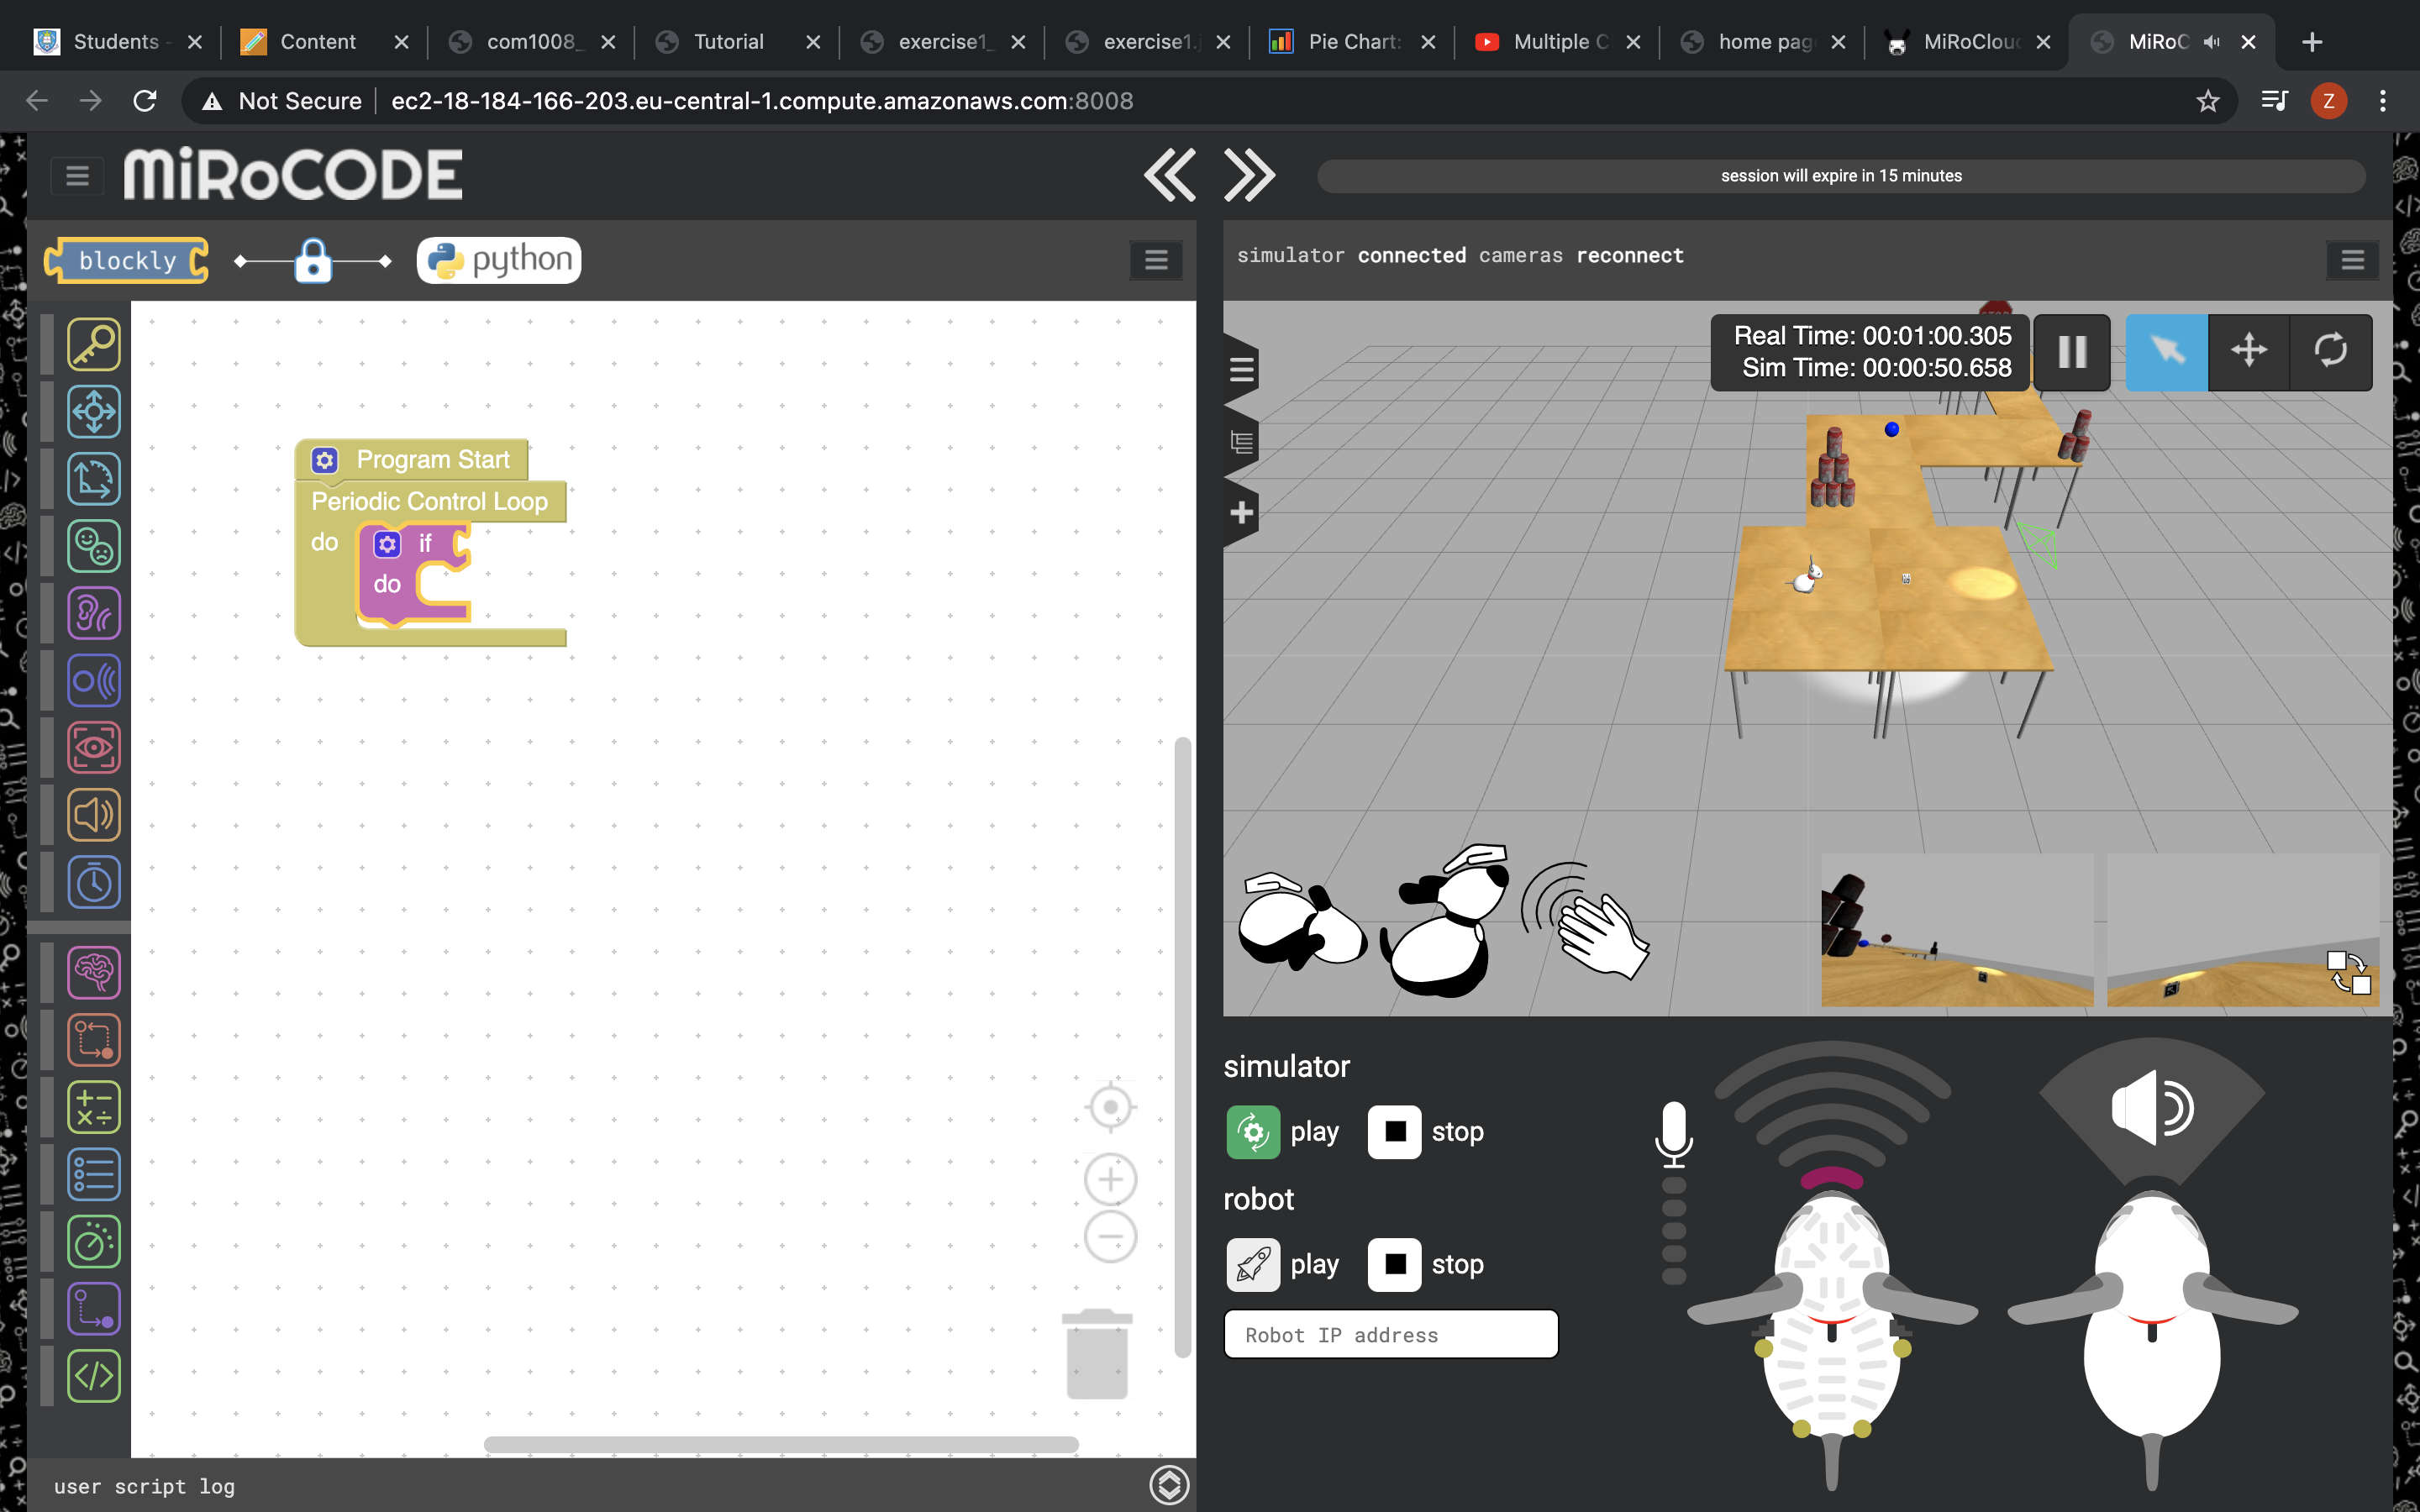 Students -
Content
com1008_
Tutorial
exercise1_
exercise1.j
Pie Chart:
Multiple C
home pag
MiRoClou
MiRoC
Not Secure
ec2-18-184-166-203.eu-central-1.compute.amazonaws.com:8008
Z
MiRoCODE
session will expire in 15 minutes
blockly
python
simulator connected cameras reconnect
Real Time: 00:01:00.305
Sim Time: 00:00:50.658
Program Start
Periodic Control Loop
do
if
do
simulator
play
stop
robot
play
stop
Robot IP address
user script log